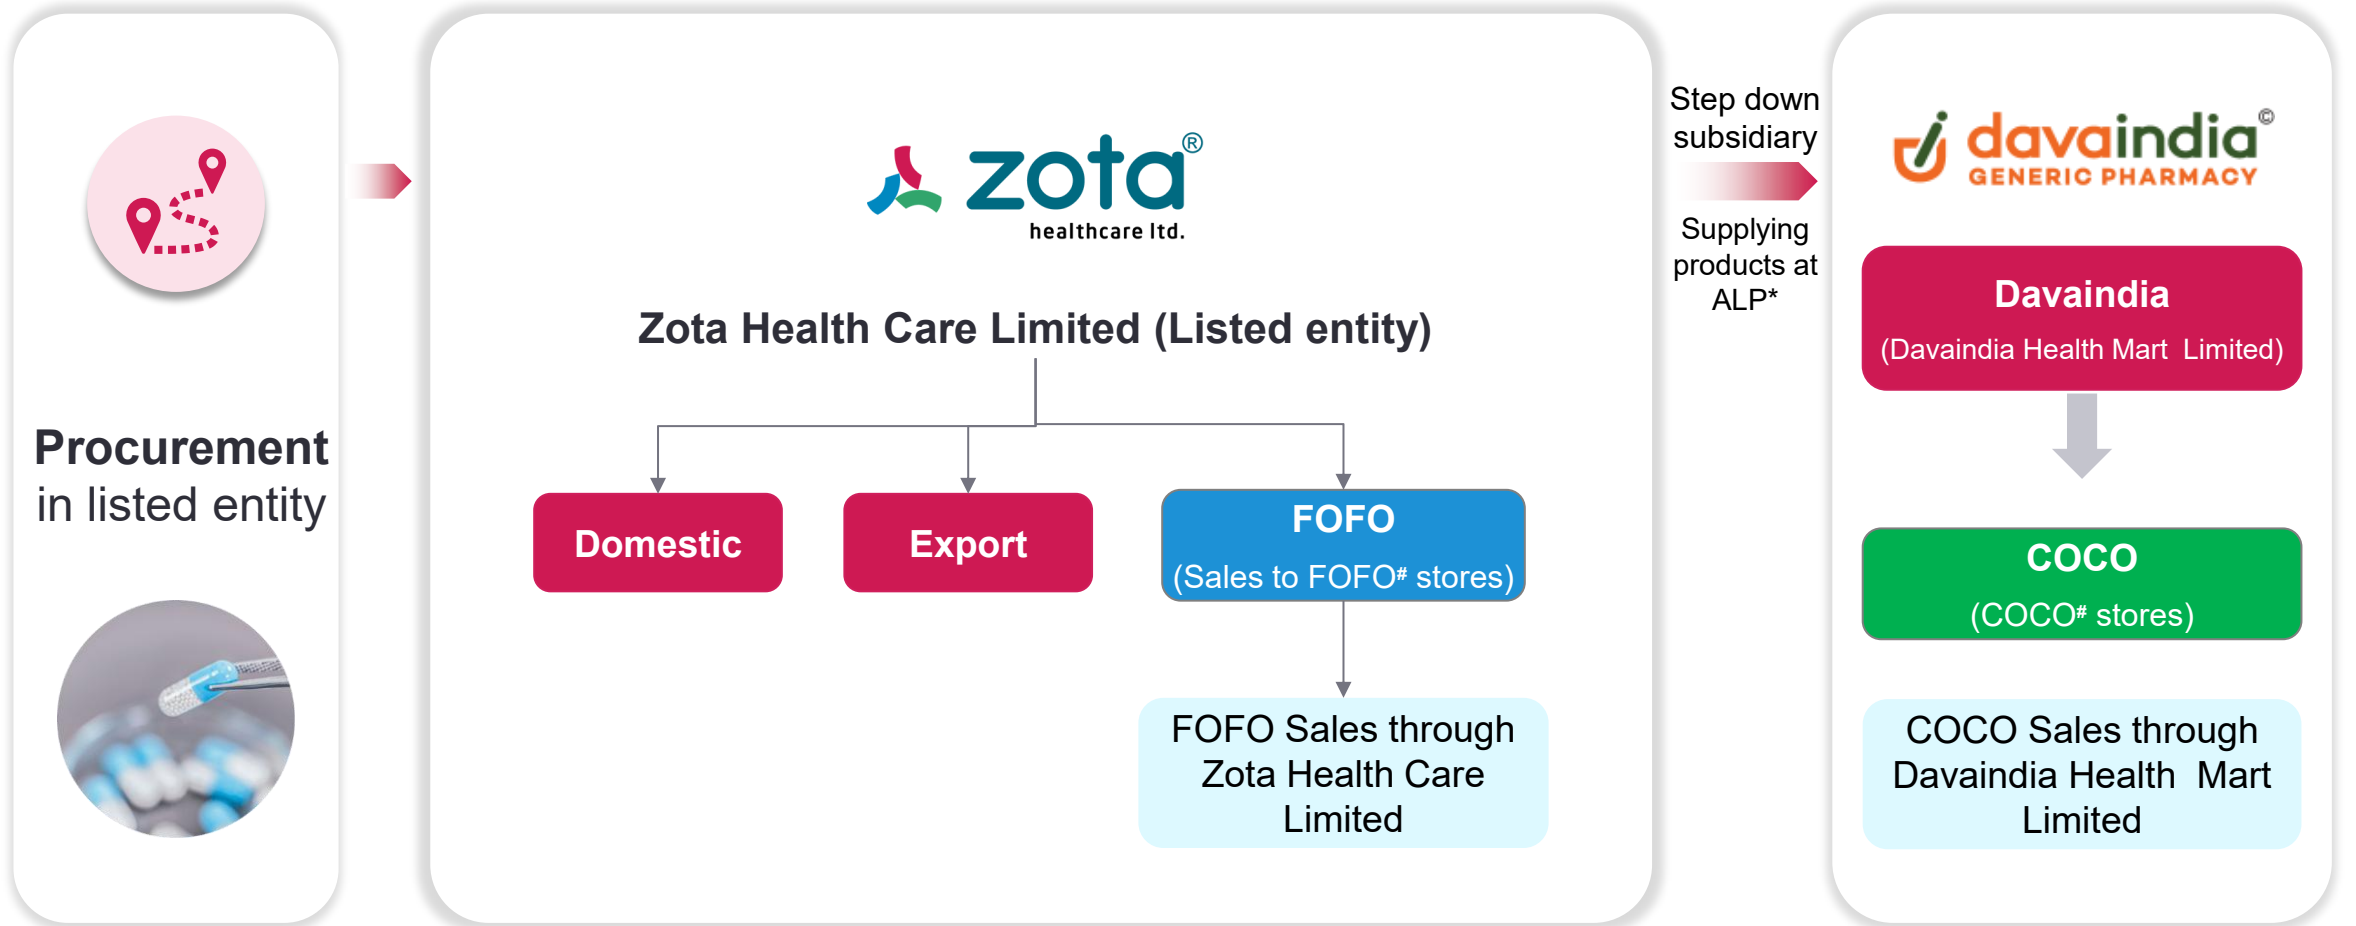 Procurement
in listed entity
zota®
healthcare ltd.
Zota Health Care Limited (Listed entity)
Domestic
Export
FOFO
(Sales to FOFO# stores)
FOFO Sales through
Zota Health Care
Limited
Step down
subsidiary
Supplying
products at
ALP*
davaindia©
GENERIC PHARMACY
Davaindia
(Davaindia Health Mart Limited)
COCO
(COCO# stores)
COCO Sales through
Davaindia Health Mart
Limited